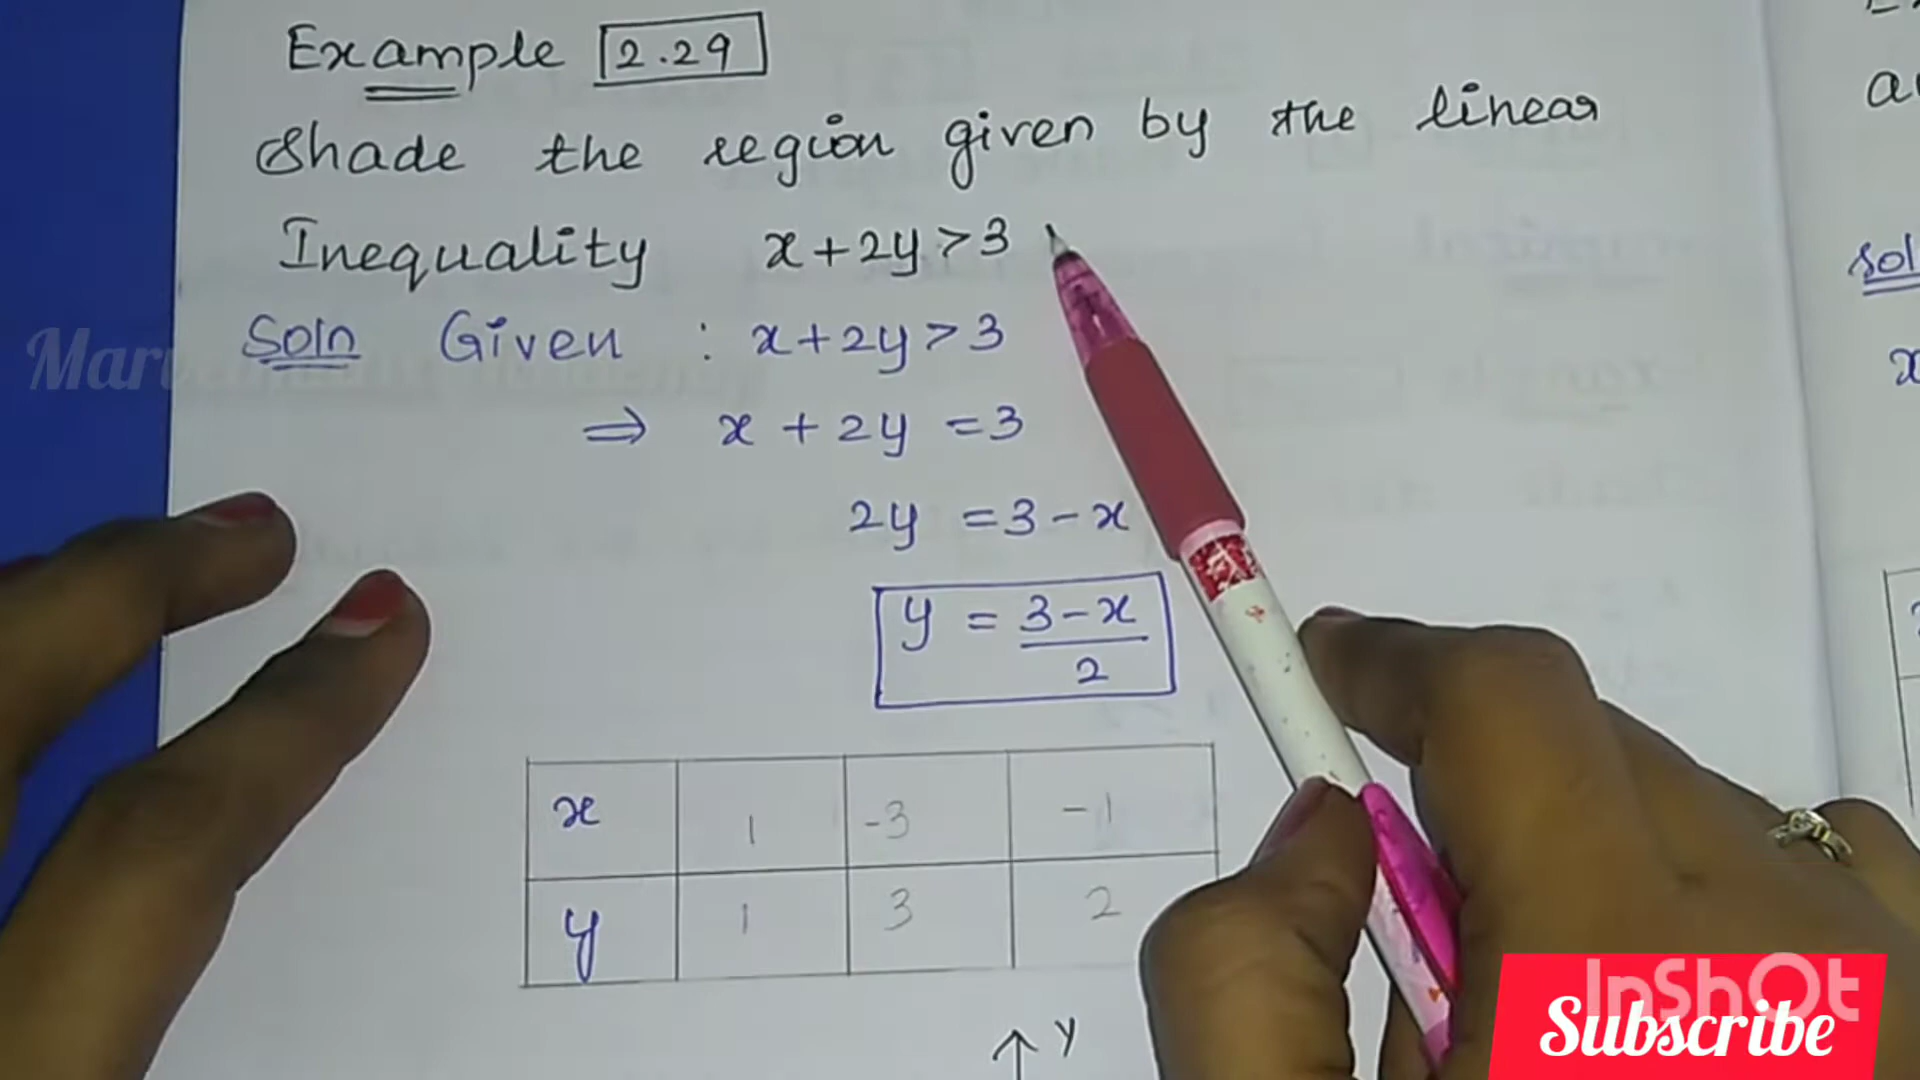 Example 2.29
Shade the region given by the linear
Inequality x+2y>3
Soln Given : x+2y>3
⇒ x + 2y = 3
2y = 3-x
y = 3-x
2
x 1 -3 -1
y 1 3 2
y
InShOt
Subscribe
x